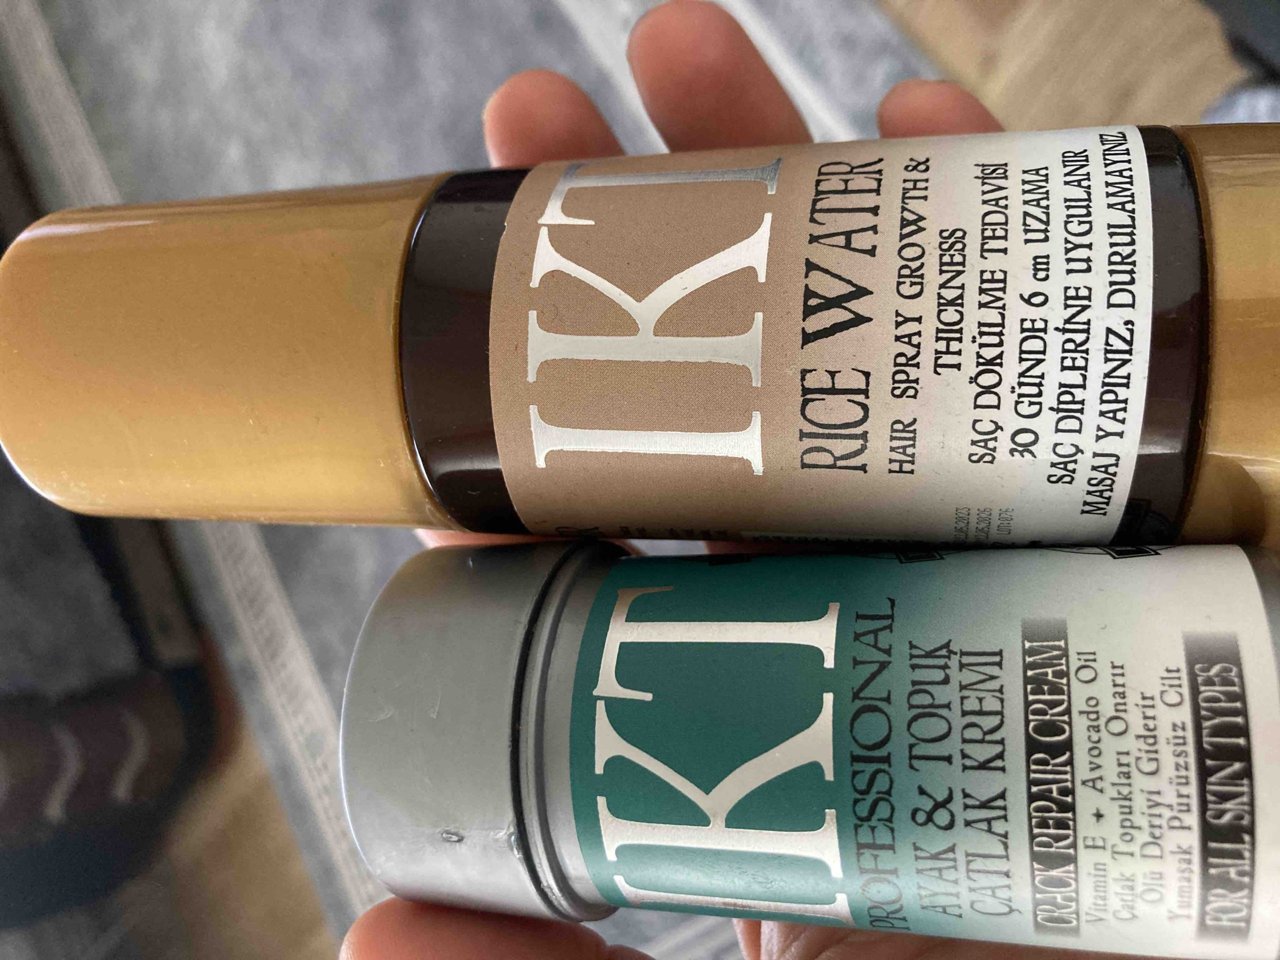 IKT
RICE WATER
HAIR SPRAY GROWTH &
THICKNESS
SAÇ DÖKÜLME TEDAVİSİ
30 GÜNDE 6 cm UZAMA
SAÇ DİPLERİNE UYGULANIR
MASAJ YAPINIZ, DURULAMAYINIZ
IKT
PROFESSIONAL
AYAK & TOPUK
ÇATLAK KREMİ
CRACK REPAIR CREAM
Vitamin E + Avocado Oil
Çatlak Topukları Onarır
Ölü Deriyi Giderir
Yumuşak Pürüzsüz Cilt
FOR ALL SKIN TYPES